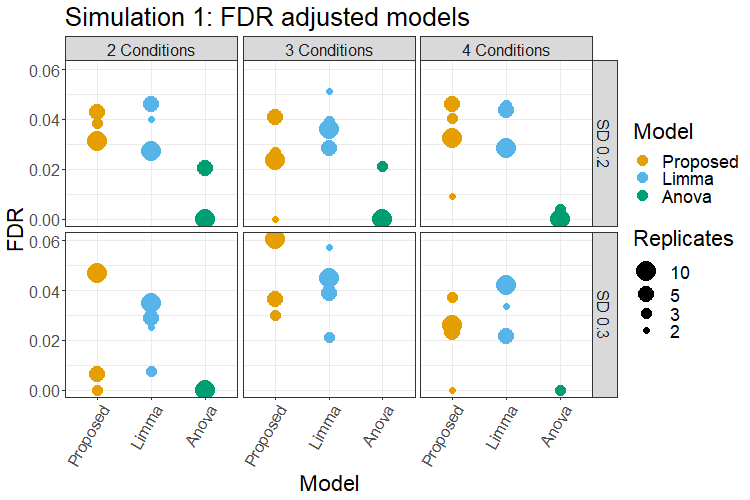 Simulation 1: FDR adjusted models
2 Conditions
3 Conditions
4 Conditions
0.06
0.04
0.02
0.00
SD 0.2
0.06
0.04
0.02
0.00
SD 0.3
FDR
Proposed
Limma
Anova
Proposed
Limma
Anova
Proposed
Limma
Anova
Model
Model
Proposed
Limma
Anova
Replicates
10
5
3
2